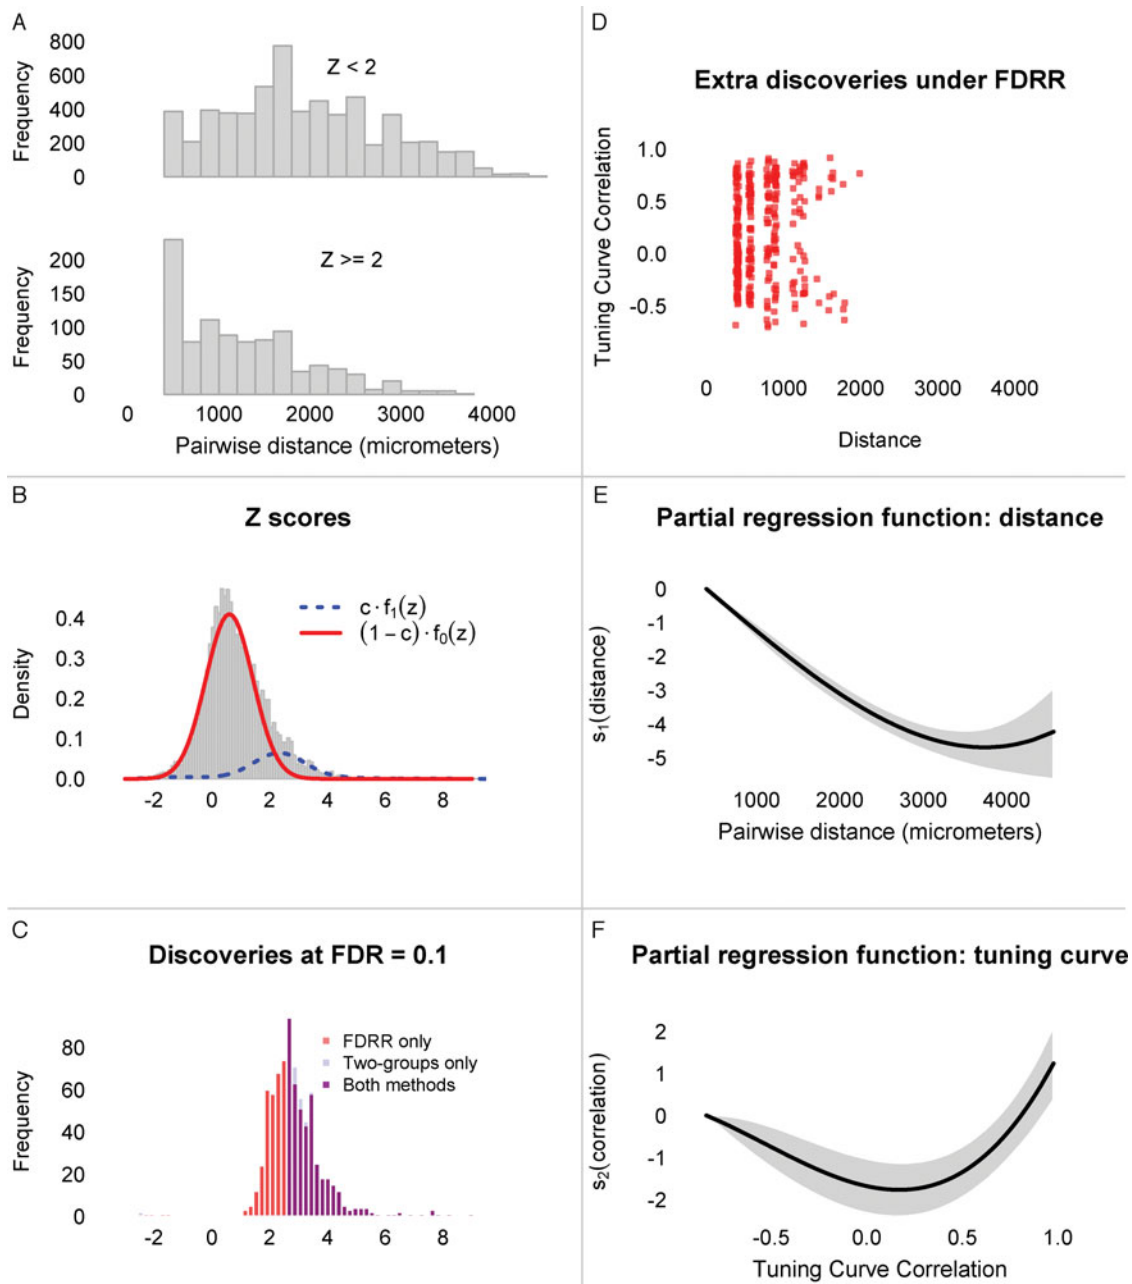 A
800
600
400
200
0
Frequency
Z < 2
200
150
100
50
0
Frequency
Z >= 2
0 1000 2000 3000 4000
Pairwise distance (micrometers)
B
Z scores
0.4
0.3
0.2
0.1
0.0
Density
c · f₁(z)
(1 − c) · f₀(z)
-2 0 2 4 6 8
C
Discoveries at FDR = 0.1
80
60
40
20
0
Frequency
FDRR only
Two-groups only
Both methods
-2 0 2 4 6 8
D
Extra discoveries under FDRR
1.0
0.5
0.0
-0.5
Tuning Curve Correlation
0 1000 2000 3000 4000
Distance
E
Partial regression function: distance
0
-1
-2
-3
-4
-5
s₁(distance)
1000 2000 3000 4000
Pairwise distance (micrometers)
F
Partial regression function: tuning curve
2
1
0
-1
-2
s₂(correlation)
-0.5 0.0 0.5 1.0
Tuning Curve Correlation